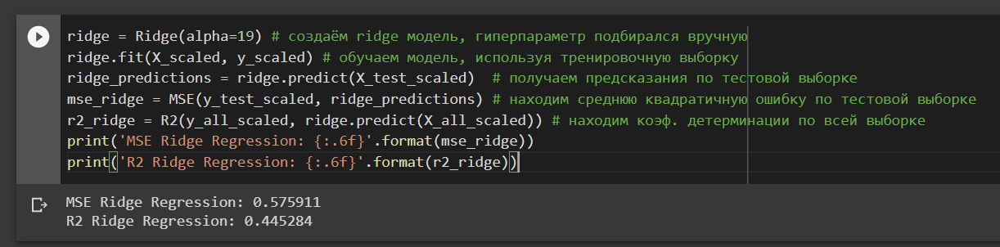 ridge = Ridge(alpha=19) # создаём ridge модель, гиперпараметр подбирался вручную
ridge.fit(X_scaled, y_scaled) # обучаем модель, используя тренировочную выборку
ridge_predictions = ridge.predict(X_test_scaled)  # получаем предсказания по тестовой выборке
mse_ridge = MSE(y_test_scaled, ridge_predictions) # находим среднюю квадратичную ошибку по тестовой выборке
r2_ridge = R2(y_all_scaled, ridge.predict(X_all_scaled)) # находим коэф. детерминации по всей выборке
print('MSE Ridge Regression: {:.6f}'.format(mse_ridge))
print('R2 Ridge Regression: {:.6f}'.format(r2_ridge))
MSE Ridge Regression: 0.575911
R2 Ridge Regression: 0.445284